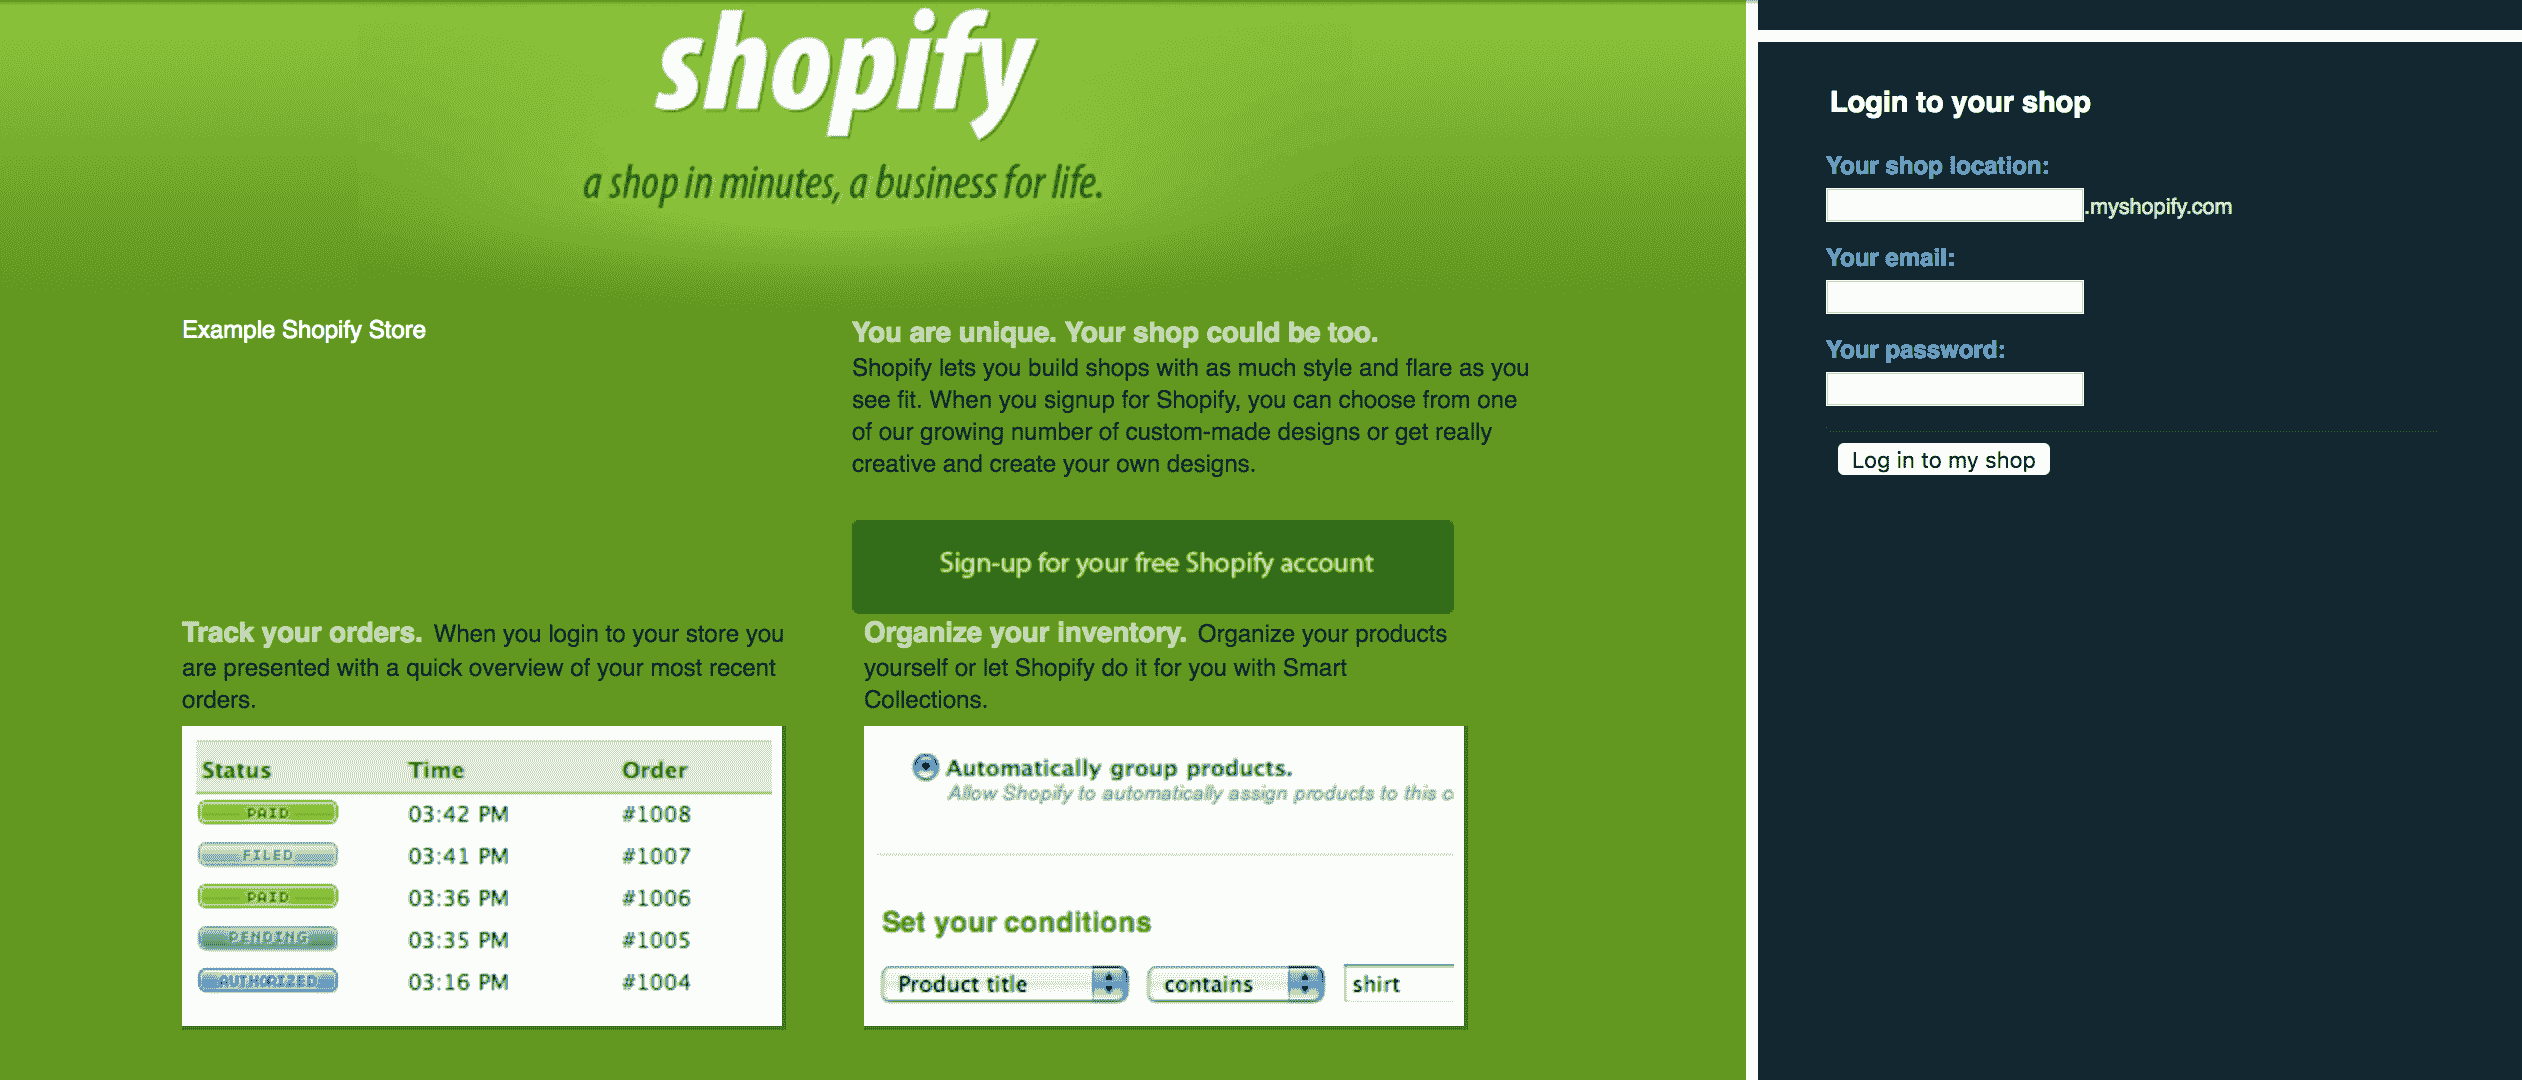 shopify
a shop in minutes, a business for life.
Example Shopify Store
You are unique. Your shop could be too.
Shopify lets you build shops with as much style and flare as you
see fit. When you signup for Shopify, you can choose from one
of our growing number of custom-made designs or get really
creative and create your own designs.
Sign-up for your free Shopify account
Track your orders. When you login to your store you
are presented with a quick overview of your most recent
orders.
Status Time Order
PAID 03:42 PM #1008
FILED 03:41 PM #1007
PAID 03:36 PM #1006
PENDING 03:35 PM #1005
AUTHORIZED 03:16 PM #1004
Organize your inventory. Organize your products
yourself or let Shopify do it for you with Smart
Collections.
Automatically group products.
Allow Shopify to automatically assign products to this c
Set your conditions
Product title contains shirt
Login to your shop
Your shop location:
.myshopify.com
Your email:
Your password:
Log in to my shop